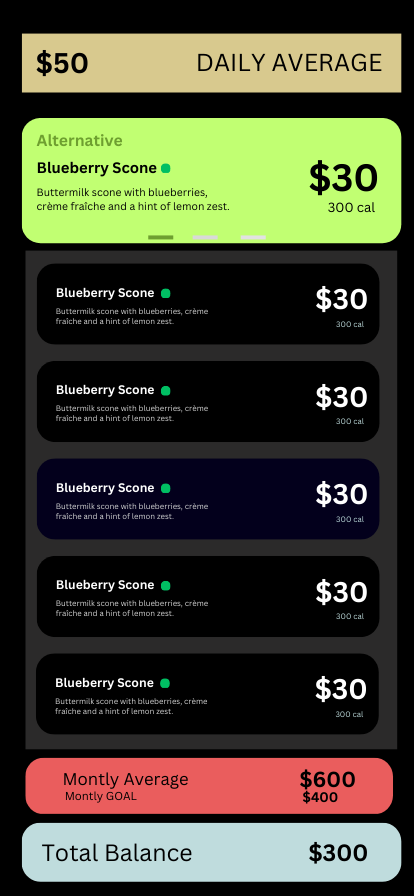 $50 DAILY AVERAGE
Alternative
Blueberry Scone
Buttermilk scone with blueberries,
crème fraîche and a hint of lemon zest.
$30
300 cal
Blueberry Scone
Buttermilk scone with blueberries, crème
fraîche and a hint of lemon zest.
$30
300 cal
Blueberry Scone
Buttermilk scone with blueberries, crème
fraîche and a hint of lemon zest.
$30
300 cal
Blueberry Scone
Buttermilk scone with blueberries, crème
fraîche and a hint of lemon zest.
$30
300 cal
Blueberry Scone
Buttermilk scone with blueberries, crème
fraîche and a hint of lemon zest.
$30
300 cal
Blueberry Scone
Buttermilk scone with blueberries, crème
fraîche and a hint of lemon zest.
$30
300 cal
Montly Average $600
Montly GOAL $400
Total Balance $300